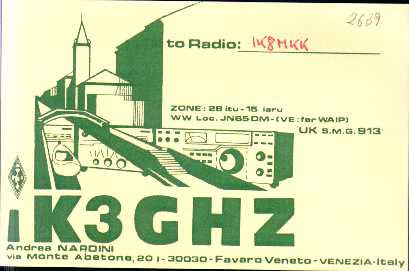 2639
to Radio: IK8MKK
ZONE: 28 itu - 15 iaru
WW Loc. JN65DM-(VE: for WAIP)
UK S.M.G. 913
IK3GHZ
Andrea NARDINI
via Monte Abetone, 20 I - 30030 - Favaro Veneto - VENEZIA - Italy